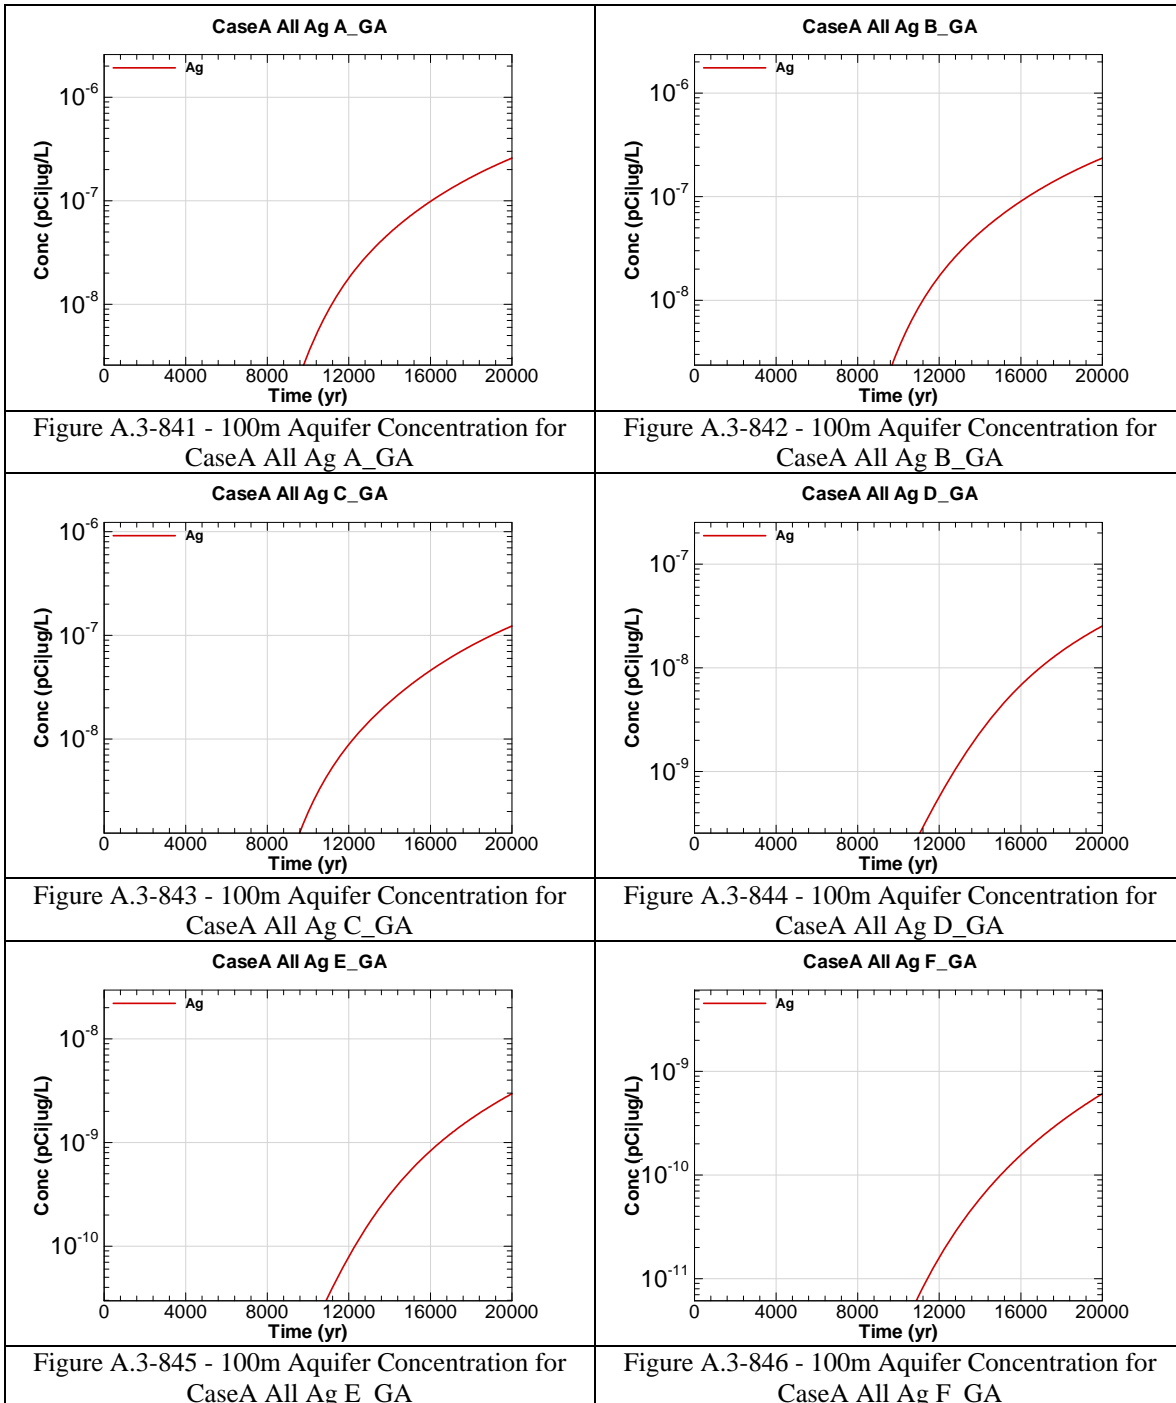 CaseA All Ag A_GA
Ag
10-6
10-7
10-8
Conc (pCi|ug/L)
0 4000 8000 12000 16000 20000
Time (yr)
Figure A.3-841 - 100m Aquifer Concentration for
CaseA All Ag A_GA
CaseA All Ag B_GA
Ag
10-6
10-7
10-8
Conc (pCi|ug/L)
0 4000 8000 12000 16000 20000
Time (yr)
Figure A.3-842 - 100m Aquifer Concentration for
CaseA All Ag B_GA
CaseA All Ag C_GA
Ag
10-6
10-7
10-8
Conc (pCi|ug/L)
0 4000 8000 12000 16000 20000
Time (yr)
Figure A.3-843 - 100m Aquifer Concentration for
CaseA All Ag C_GA
CaseA All Ag D_GA
Ag
10-7
10-8
10-9
Conc (pCi|ug/L)
0 4000 8000 12000 16000 20000
Time (yr)
Figure A.3-844 - 100m Aquifer Concentration for
CaseA All Ag D_GA
CaseA All Ag E_GA
Ag
10-8
10-9
10-10
Conc (pCi|ug/L)
0 4000 8000 12000 16000 20000
Time (yr)
Figure A.3-845 - 100m Aquifer Concentration for
CaseA All Ag E_GA
CaseA All Ag F_GA
Ag
10-9
10-10
10-11
Conc (pCi|ug/L)
0 4000 8000 12000 16000 20000
Time (yr)
Figure A.3-846 - 100m Aquifer Concentration for
CaseA All Ag F_GA